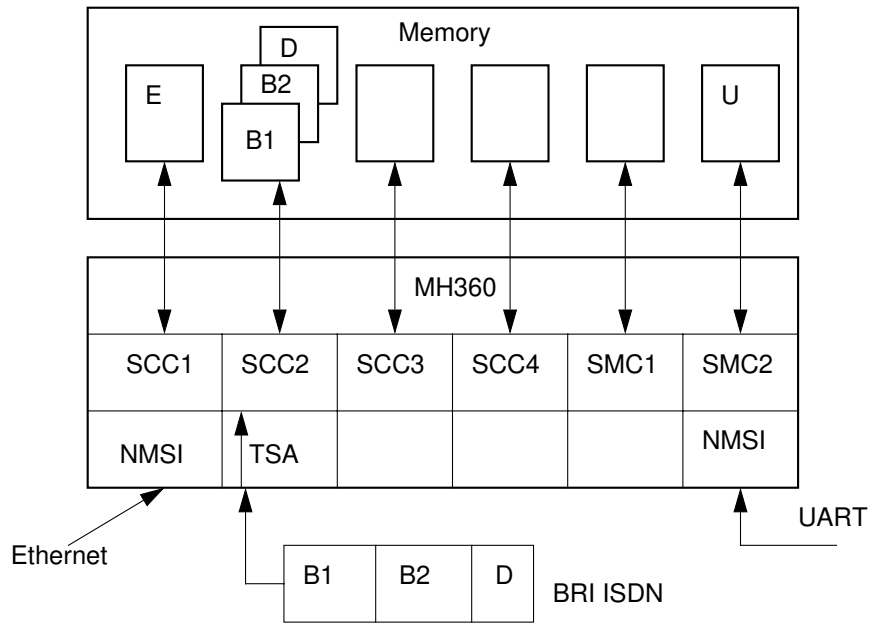 Memory
D
E
B2
U
B1
MH360
SCC1 SCC2 SCC3 SCC4 SMC1 SMC2
NMSI TSA NMSI
UART
Ethernet
B1 B2 D
BRI ISDN